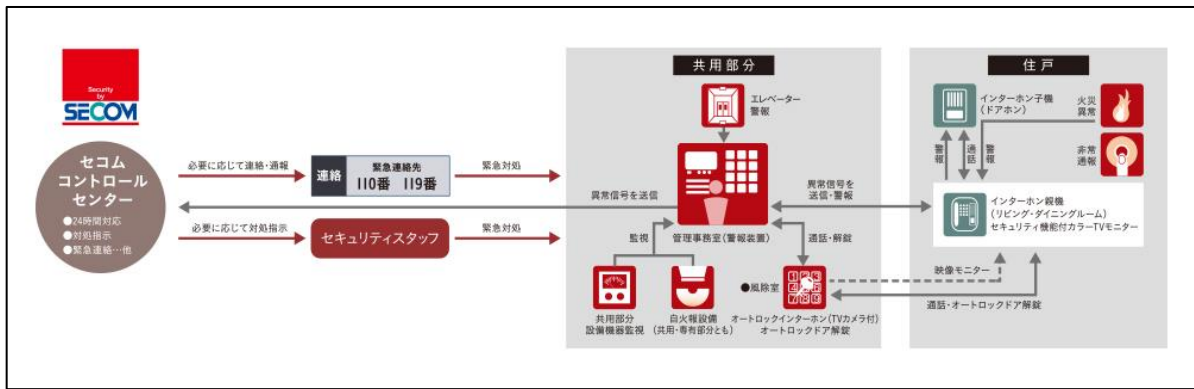 Security
by
SECOM
セコム
コントロール
センター
●24時間対応
●対処指示
●緊急連絡…他
必要に応じて連絡・通報
連絡
緊急連絡先
110番 119番
緊急対処
異常信号を送信
必要に応じて対処指示
セキュリティスタッフ
緊急対処
共用部分
エレベーター
警報
管理事務室(警報装置)
監視
通話・解錠
異常信号を
送信・警報
共用部分
設備機器監視
自火報設備
(共用・専有部分とも)
●風除室
1 2 3
4 6
7 8 9
オートロックインターホン(TVカメラ付)
オートロックドア解錠
住戸
インターホン子機
(ドアホン)
火災
異常
非常
通報
警報
通話
警報
インターホン親機
(リビング・ダイニングルーム)
セキュリティ機能付カラーTVモニター
映像モニター
通話・オートロックドア解錠